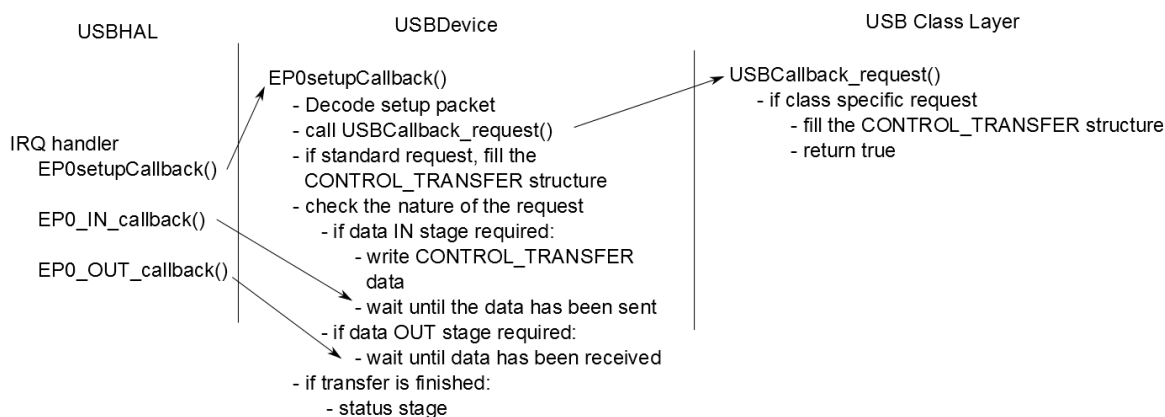 USBHAL
USBDevice
USB Class Layer
IRQ handler
EP0setupCallback()
EP0_IN_callback()
EP0_OUT_callback()
EP0setupCallback()
- Decode setup packet
- call USBCallback_request()
- if standard request, fill the
CONTROL_TRANSFER structure
- check the nature of the request
- if data IN stage required:
- write CONTROL_TRANSFER
data
- wait until the data has been sent
- if data OUT stage required:
- wait until data has been received
- if transfer is finished:
- status stage
USBCallback_request()
- if class specific request
- fill the CONTROL_TRANSFER structure
- return true